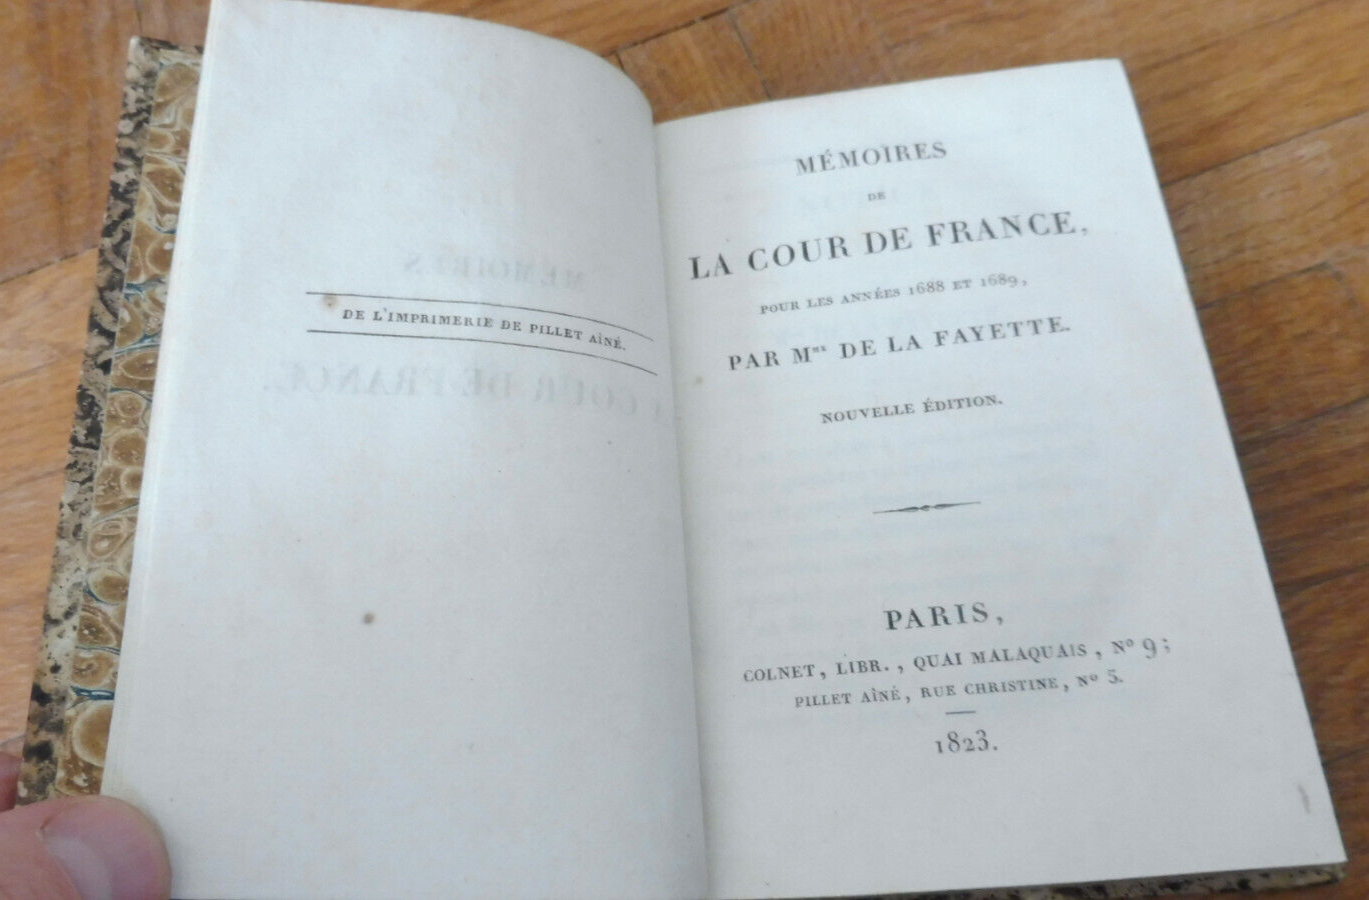 DE L'IMPRIMERIE DE PILLET AÎNÉ.
MÉMOIRES
DE
LA COUR DE FRANCE,
POUR LES ANNÉES 1688 ET 1689,
PAR Mme DE LA FAYETTE.
NOUVELLE ÉDITION.
PARIS,
COLNET, LIBR., QUAI MALAQUAIS, No 9;
PILLET AÎNÉ, RUE CHRISTINE, No 5.
1823.